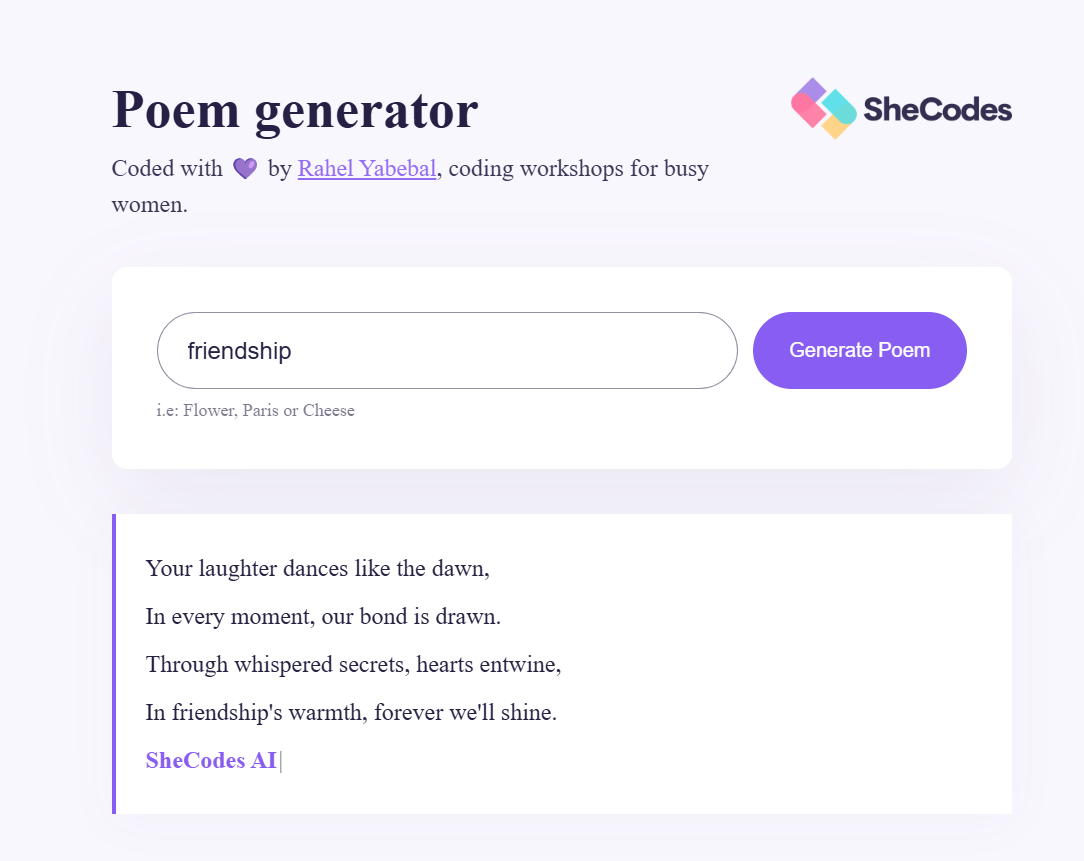 Poem generator
SheCodes
Coded with 💜 by Rahel Yabebal, coding workshops for busy
women.
friendship
Generate Poem
i.e: Flower, Paris or Cheese
Your laughter dances like the dawn,
In every moment, our bond is drawn.
Through whispered secrets, hearts entwine,
In friendship's warmth, forever we'll shine.
SheCodes AI|